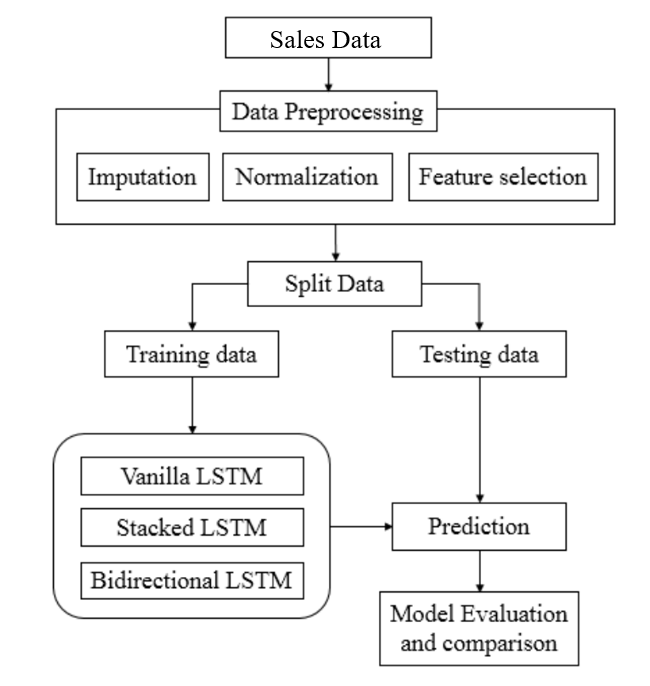 Sales Data
Data Preprocessing
Imputation
Normalization
Feature selection
Split Data
Training data
Testing data
Vanilla LSTM
Stacked LSTM
Bidirectional LSTM
Prediction
Model Evaluation
and comparison